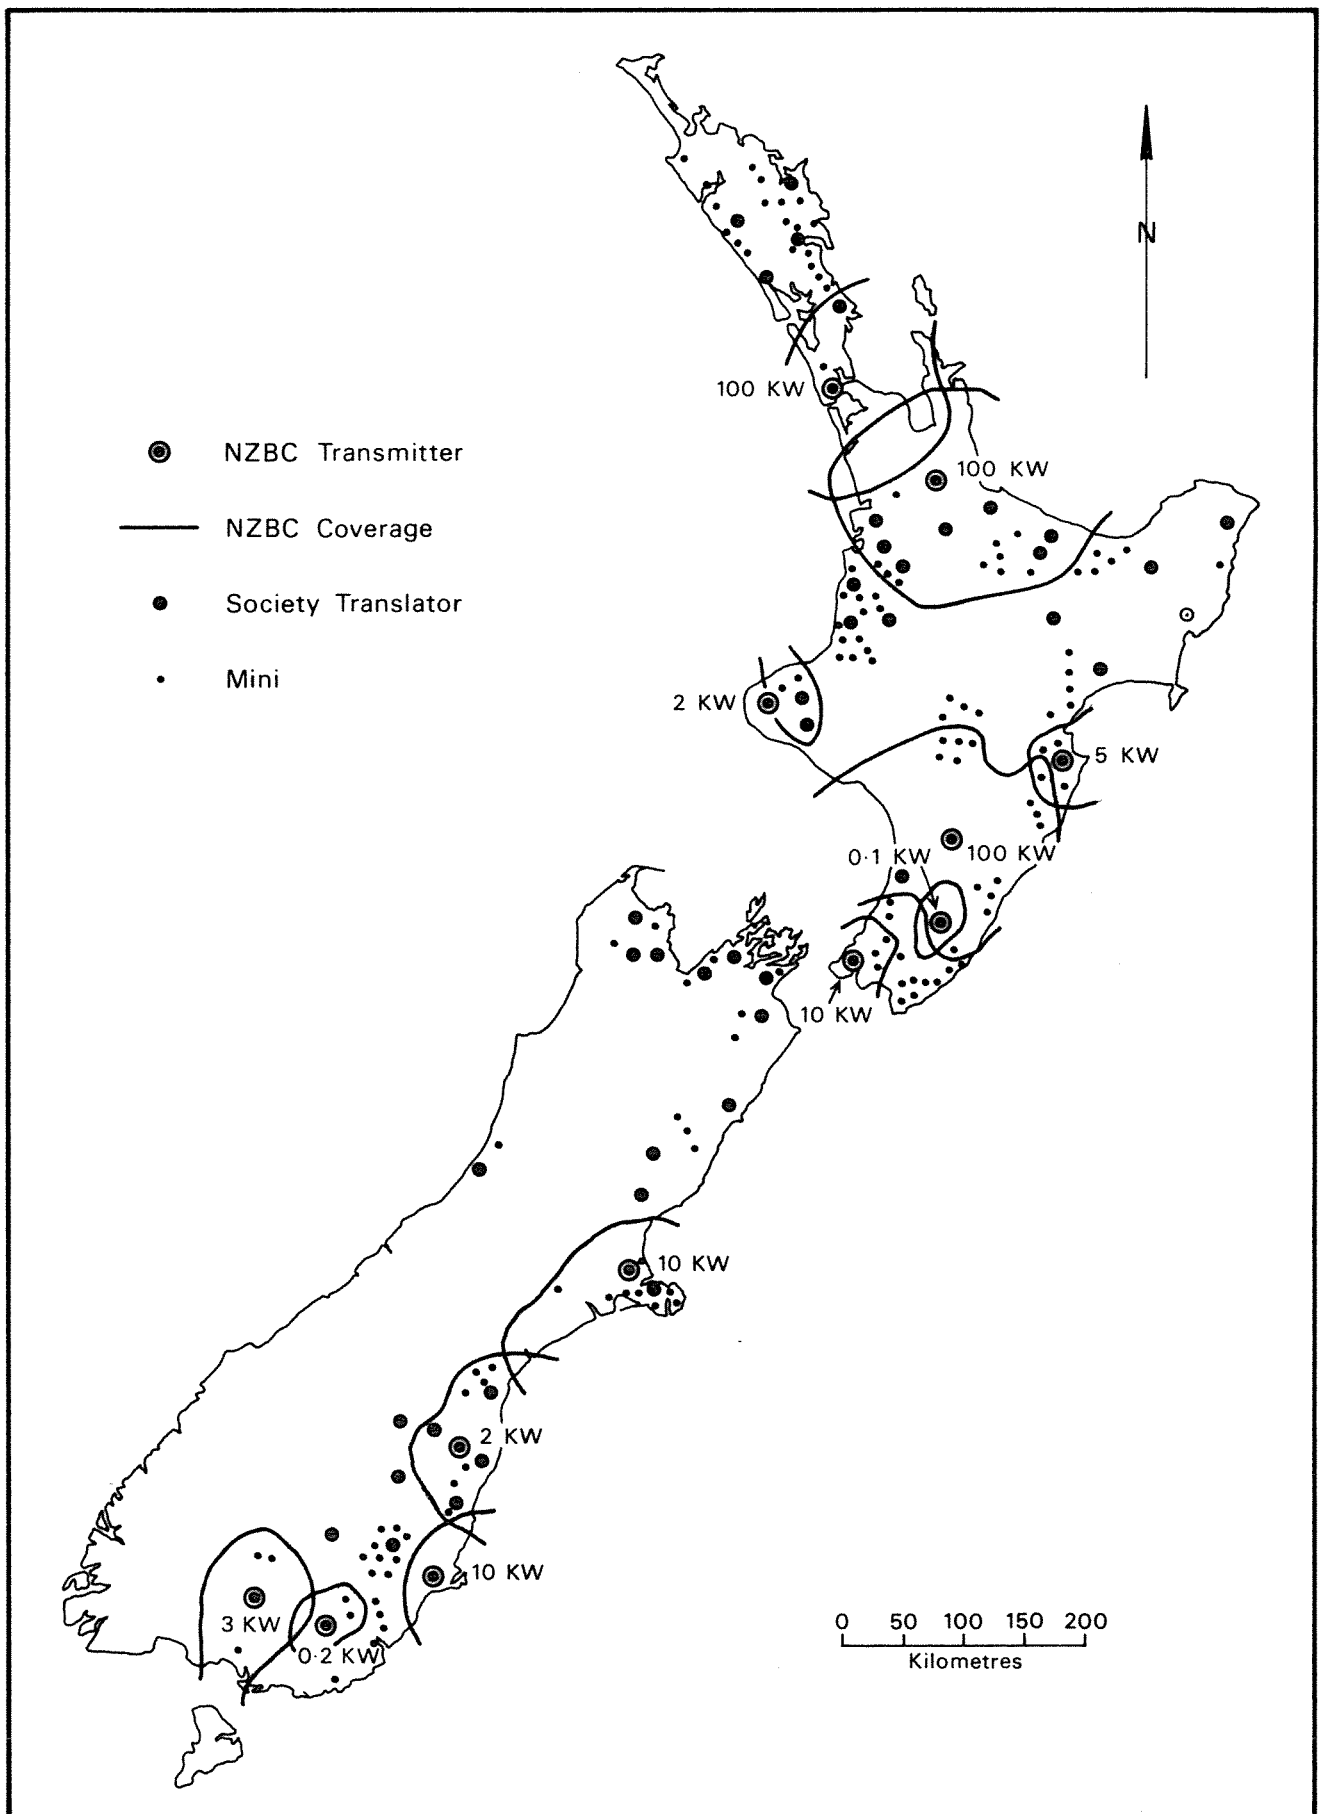 N
100 KW
NZBC Transmitter
100 KW
NZBC Coverage
Society Translator
Mini
2 KW
5 KW
0·1 KW
100 KW
10 KW
10 KW
2 KW
10 KW
3 KW
0·2 KW
0 50 100 150 200
Kilometres